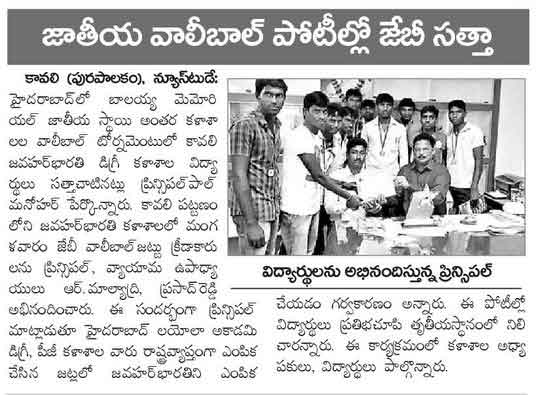 జాతీయ వాలీబాల్ పోటీల్లో జేబీ సత్తా
కావలి (పురపాలకం), న్యూస్‌టుడే:
హైదరాబాద్‌లో బాలయ్య మెమోరి
యల్ జాతీయ స్థాయి అంతర కళాశా
లల వాలీబాల్ టోర్నమెంటులో కావలి
జవహర్‌భారతి డిగ్రీ కళాశాల విద్యా
ర్థులు సత్తాచాటినట్లు ప్రిన్సిపల్‌పాల్
మనోహర్ పేర్కొన్నారు. కావలి పట్టణం
లోని జవహర్‌భారతి కళాశాలలో మంగ
ళవారం జేబీ వాలీబాల్‌జట్టు క్రీడాకారు
లను ప్రిన్సిపల్, వ్యాయామ ఉపాధ్యా
యులు ఆర్.మాల్యాద్రి, ప్రసాద్‌రెడ్డి
అభినందించారు. ఈ సందర్భంగా ప్రిన్సిపల్
మాట్లాడుతూ హైదరాబాద్ లయోలా అకాడమి
డిగ్రీ, పీజీ కళాశాల వారు రాష్ట్రవ్యాప్తంగా ఎంపిక
చేసిన జట్లలో జవహర్‌భారతిని ఎంపిక
విద్యార్థులను అభినందిస్తున్న ప్రిన్సిపల్
చేయడం గర్వకారణం అన్నారు. ఈ పోటీల్లో
విద్యార్థులు ప్రతిభచూపి తృతీయస్థానంలో నిలి
చారన్నారు. ఈ కార్యక్రమంలో కళాశాల అధ్యా
పకులు, విద్యార్థులు పాల్గొన్నారు.